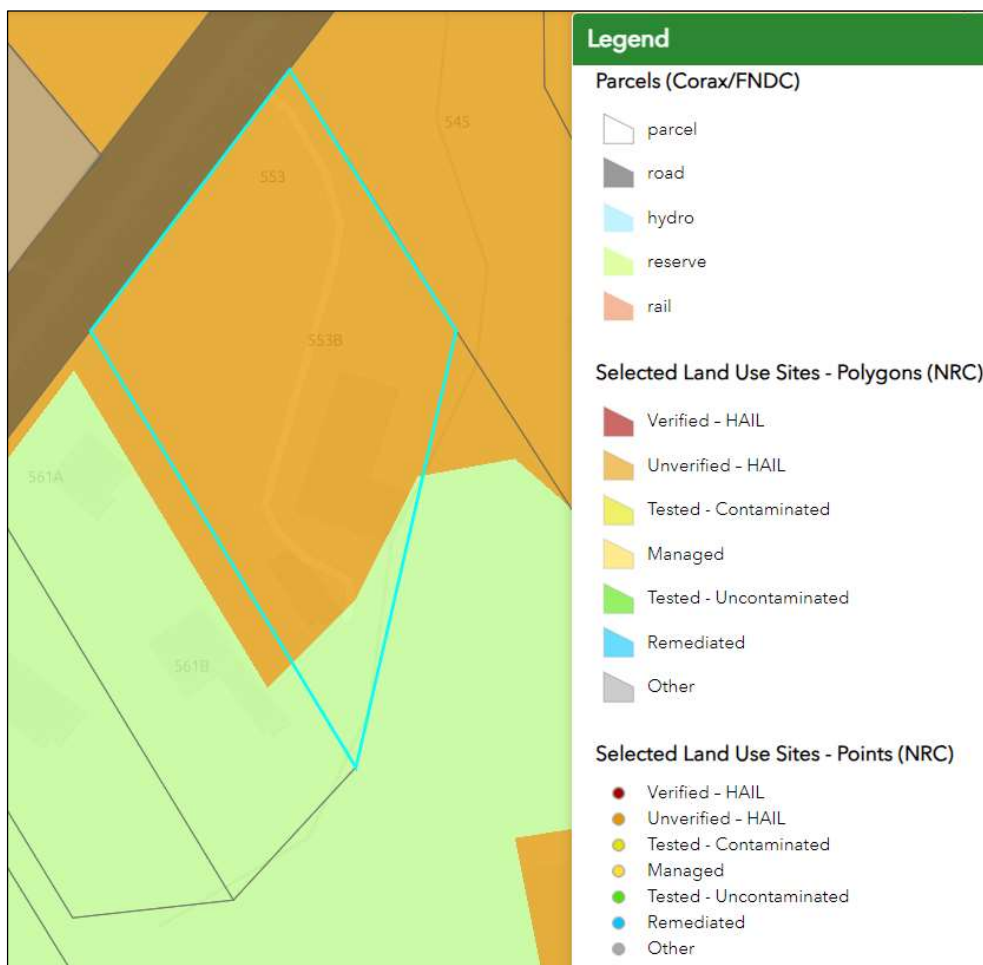 545
553
553B
561A
561B
Legend
Parcels (Corax/FNDC)
parcel
road
hydro
reserve
rail
Selected Land Use Sites - Polygons (NRC)
Verified - HAIL
Unverified - HAIL
Tested - Contaminated
Managed
Tested - Uncontaminated
Remediated
Other
Selected Land Use Sites - Points (NRC)
Verified - HAIL
Unverified - HAIL
Tested - Contaminated
Managed
Tested - Uncontaminated
Remediated
Other